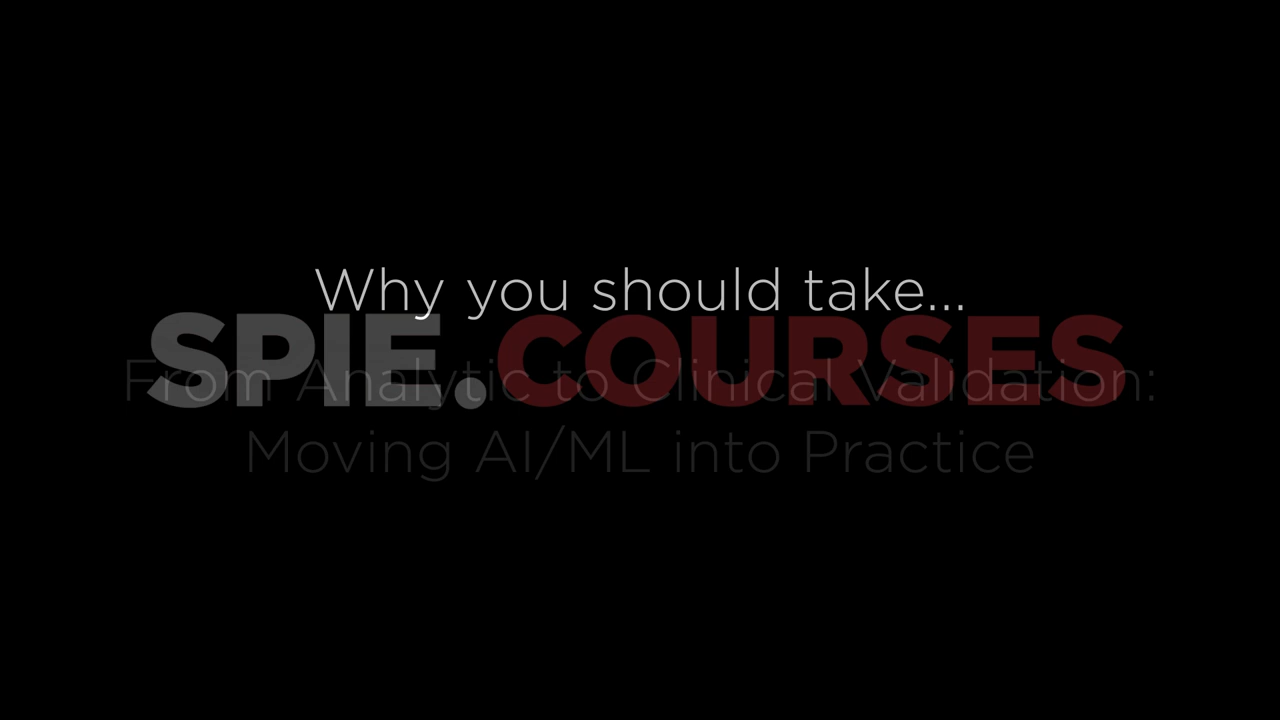 Why you should take...
SPIE.COURSES
From Analytic to Clinical Validation:
Moving AI/ML into Practice